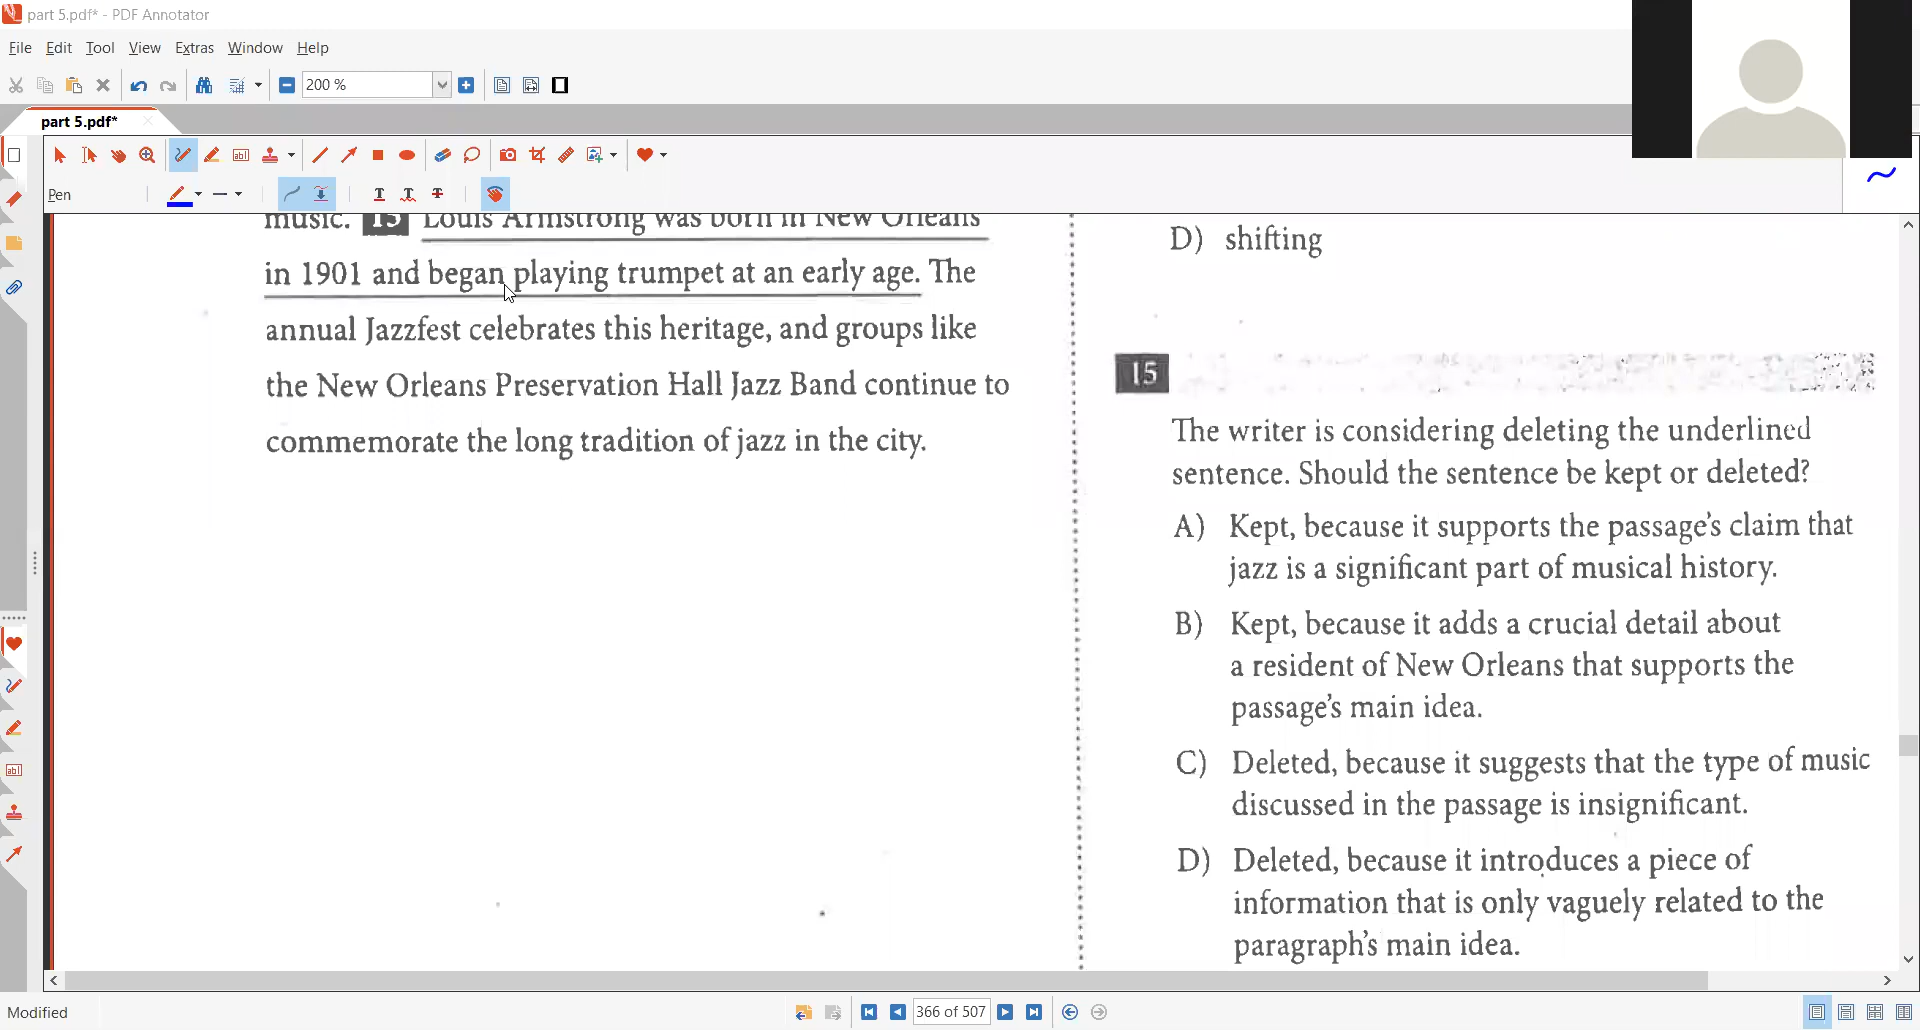 part 5.pdf* - PDF Annotator
File Edit Tool View Extras Window Help
200 %
part 5.pdf*
Pen
music. 15 Louis Armstrong was born in New Orleans
in 1901 and began playing trumpet at an early age. The
annual Jazzfest celebrates this heritage, and groups like
the New Orleans Preservation Hall Jazz Band continue to
commemorate the long tradition of jazz in the city.
D) shifting
15
The writer is considering deleting the underlined
sentence. Should the sentence be kept or deleted?
A) Kept, because it supports the passage's claim that
jazz is a significant part of musical history.
B) Kept, because it adds a crucial detail about
a resident of New Orleans that supports the
passage's main idea.
C) Deleted, because it suggests that the type of music
discussed in the passage is insignificant.
D) Deleted, because it introduces a piece of
information that is only vaguely related to the
paragraph's main idea.
Modified
366 of 507